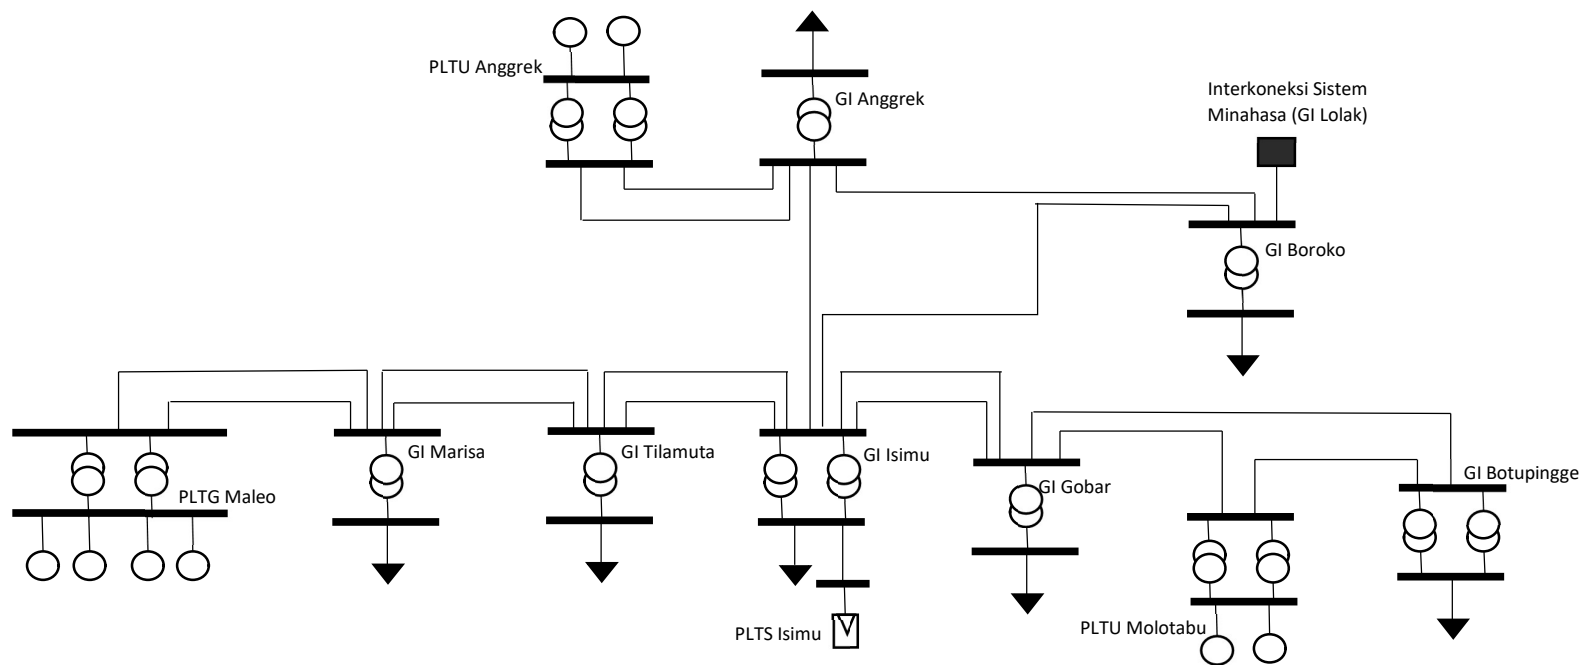 PLTU Anggrek
GI Anggrek
Interkoneksi Sistem
Minahasa (GI Lolak)
GI Boroko
GI Marisa
GI Tilamuta
GI Isimu
GI Gobar
GI Botupingge
PLTG Maleo
PLTS Isimu
PLTU Molotabu